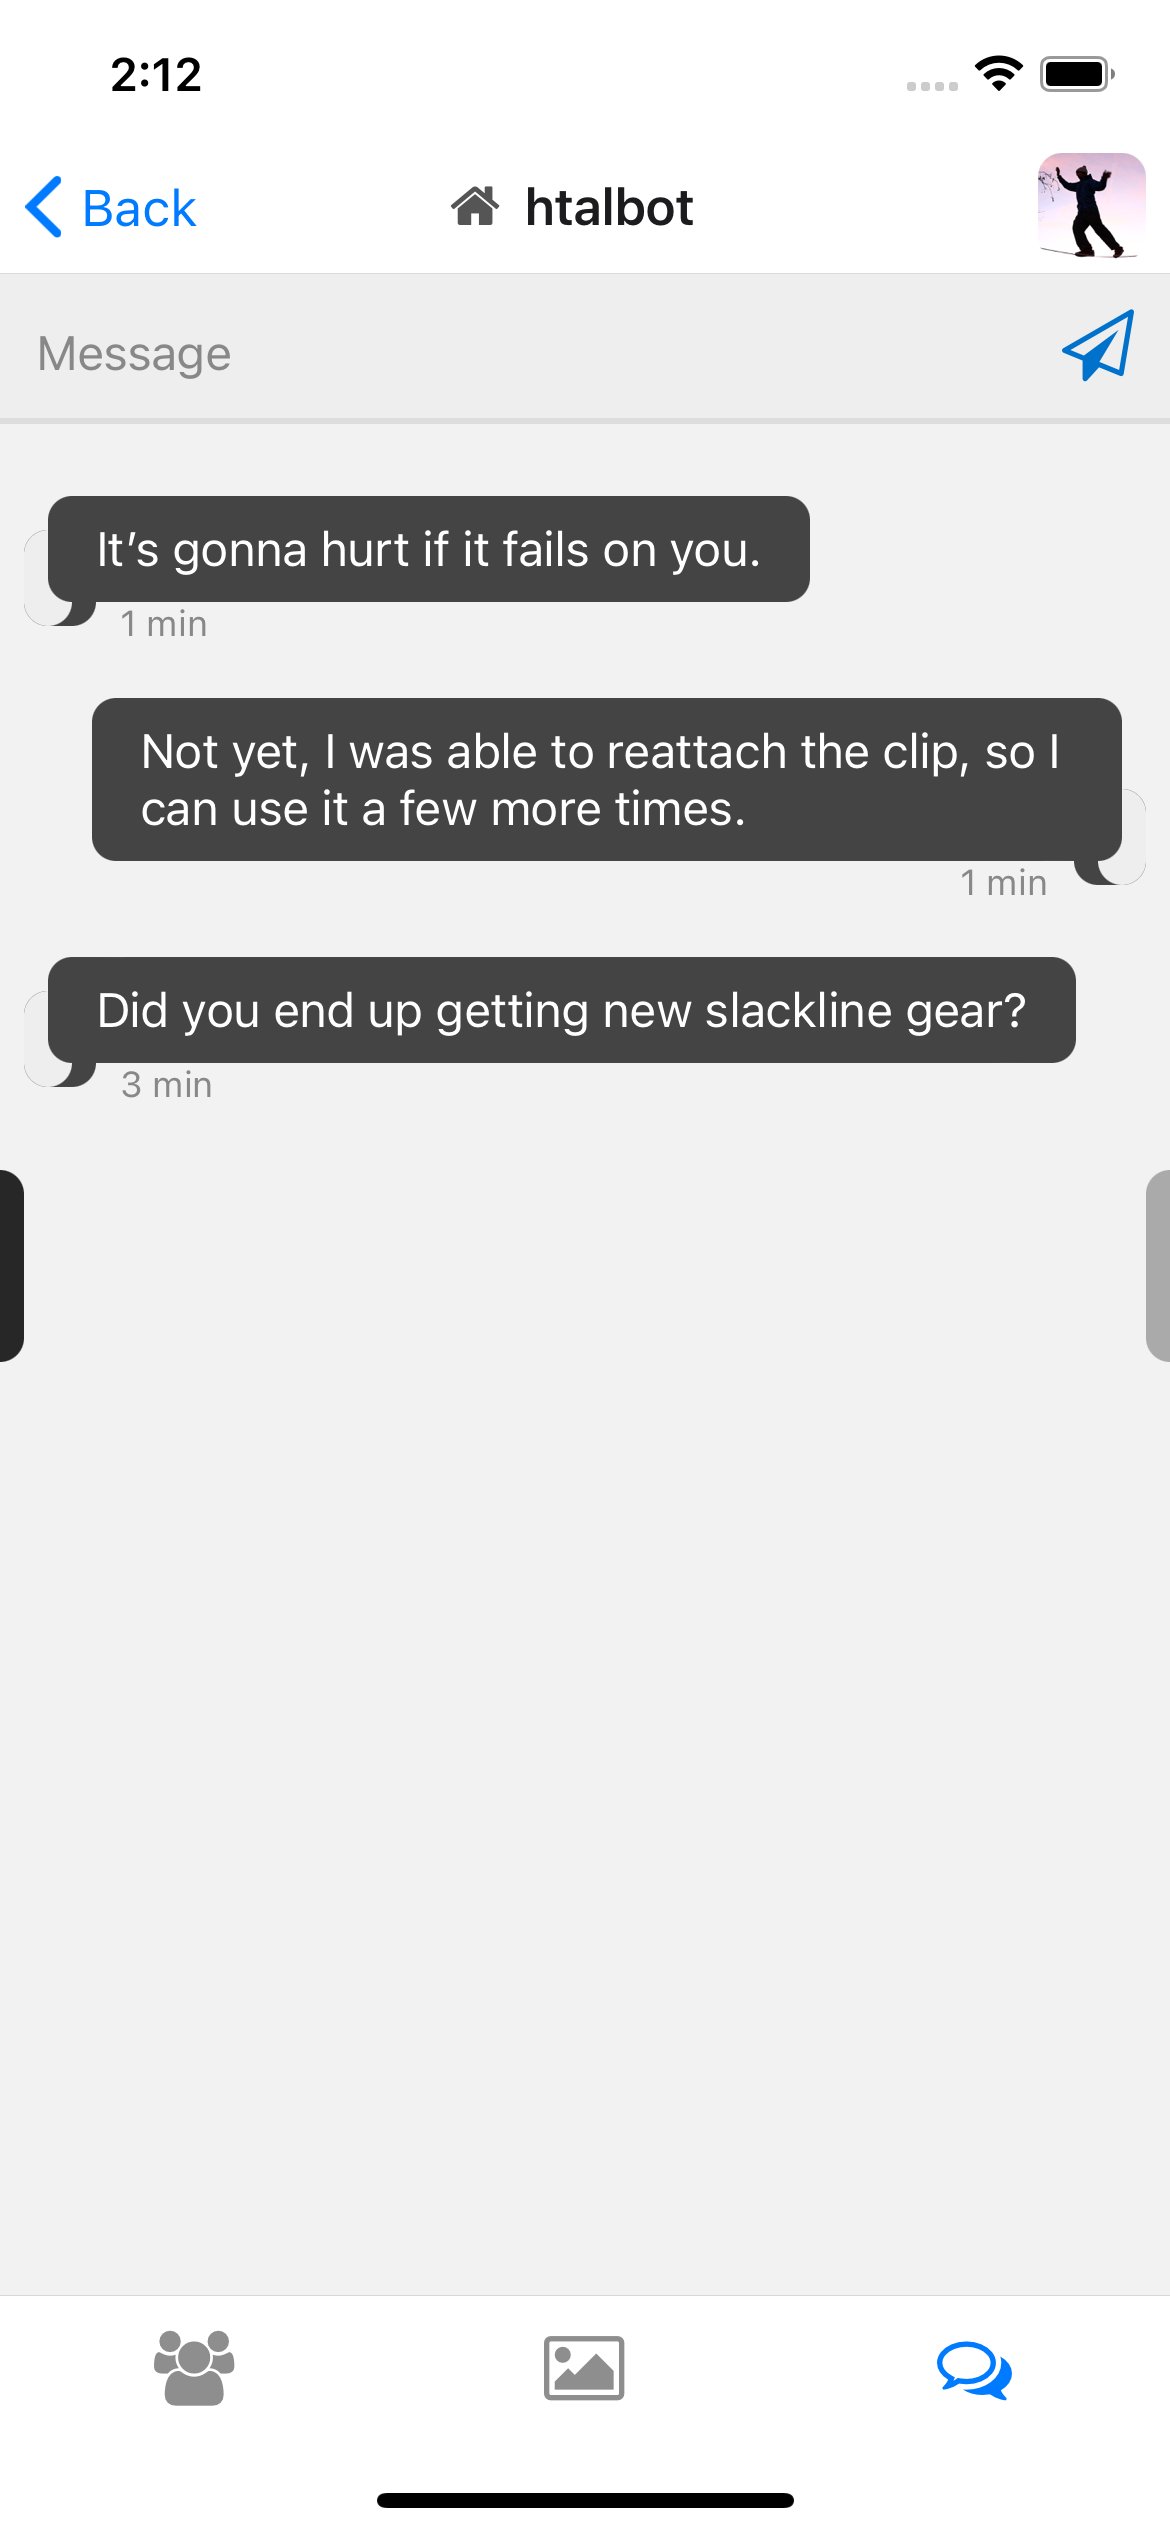 2:12
Back
htalbot
Message
It's gonna hurt if it fails on you.
1 min
Not yet, I was able to reattach the clip, so I
can use it a few more times.
1 min
Did you end up getting new slackline gear?
3 min